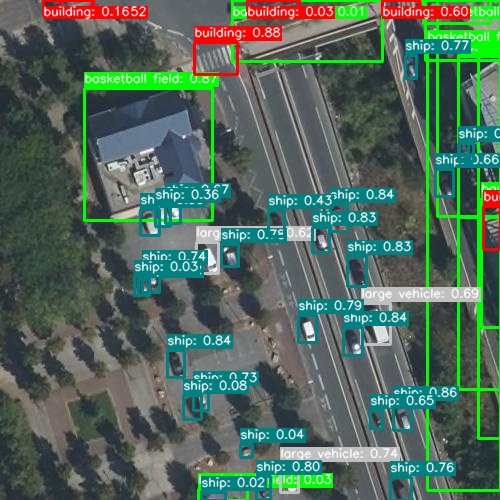 building: 0.1652
building: 0.03
0.01
building: 0.60
building: 0.88
ship: 0.77
basketball field: 0.87
ship: 0.66
ship: 0.36
ship: 0.43
ship: 0.84
ship: 0.83
0.62
ship: 0.83
ship: 0.74
ship: 0.03
large vehicle: 0.69
ship: 0.79
ship: 0.84
ship: 0.84
ship: 0.73
ship: 0.08
ship: 0.86
ship: 0.65
ship: 0.04
large vehicle: 0.74
ship: 0.80
ship: 0.76
ship: 0.02
field: 0.03